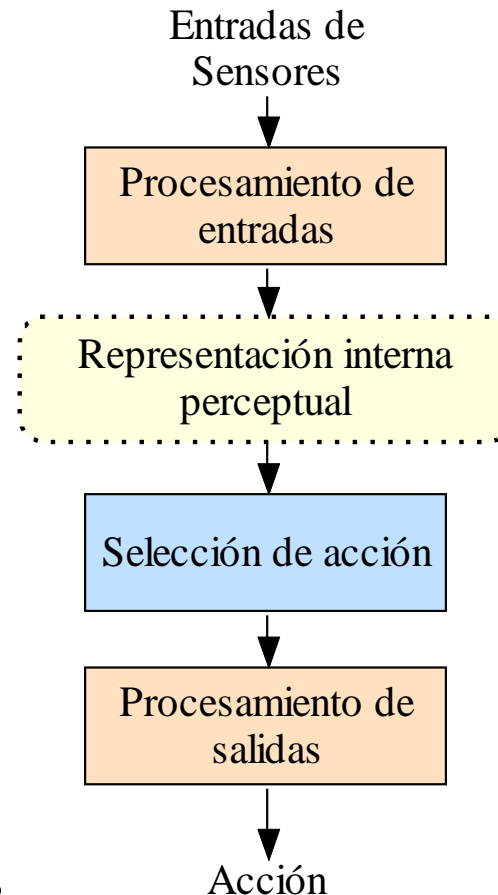 Entradas de
Sensores
Procesamiento de
entradas
Representación interna
perceptual
Selección de acción
Procesamiento de
salidas
Acción